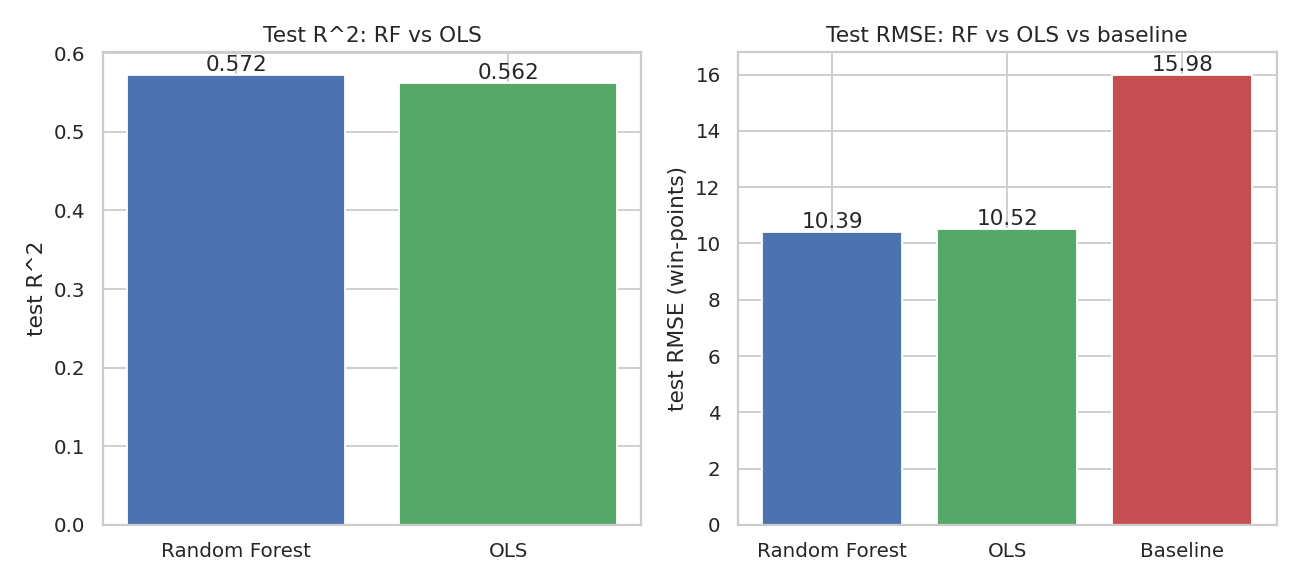 Test R^2: RF vs OLS
test R^2
0.6
0.5
0.4
0.3
0.2
0.1
0.0
0.572
0.562
Random Forest
OLS
Test RMSE: RF vs OLS vs baseline
test RMSE (win-points)
16
14
12
10
8
6
4
2
0
10.39
10.52
15.98
Random Forest
OLS
Baseline